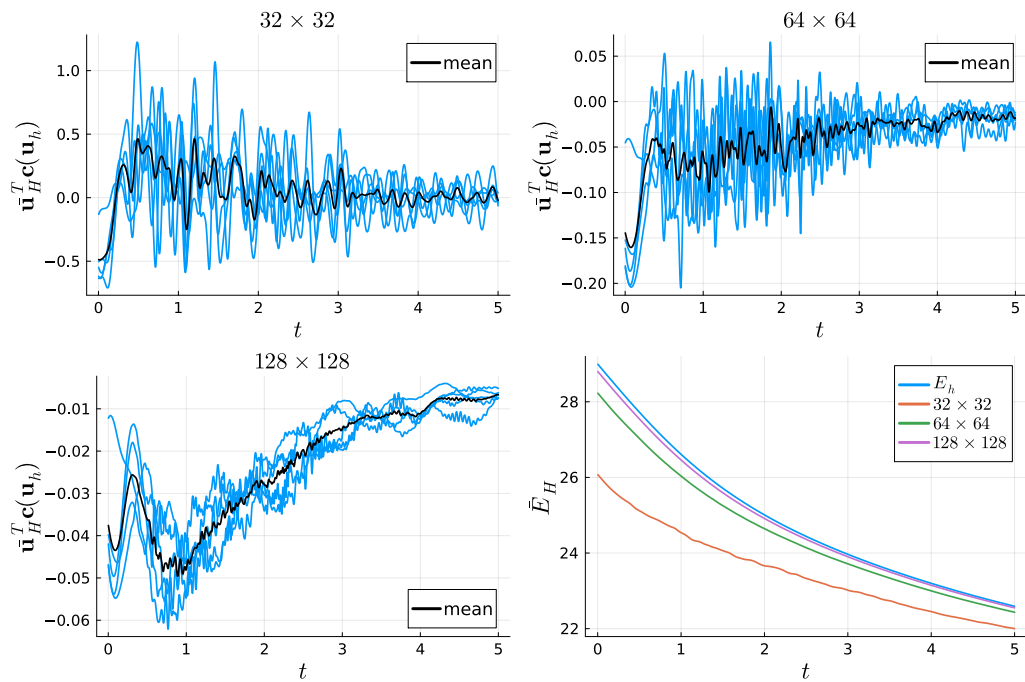 32 × 32
mean
1.0
0.5
0.0
−0.5
ū_H^T c(u_h)
0 1 2 3 4 5
t
64 × 64
mean
0.05
0.00
−0.05
−0.10
−0.15
−0.20
ū_H^T c(u_h)
0 1 2 3 4 5
t
128 × 128
−0.01
−0.02
−0.03
−0.04
−0.05
−0.06
ū_H^T c(u_h)
mean
0 1 2 3 4 5
t
E_h
32 × 32
64 × 64
128 × 128
28
26
24
22
Ē_H
0 1 2 3 4 5
t